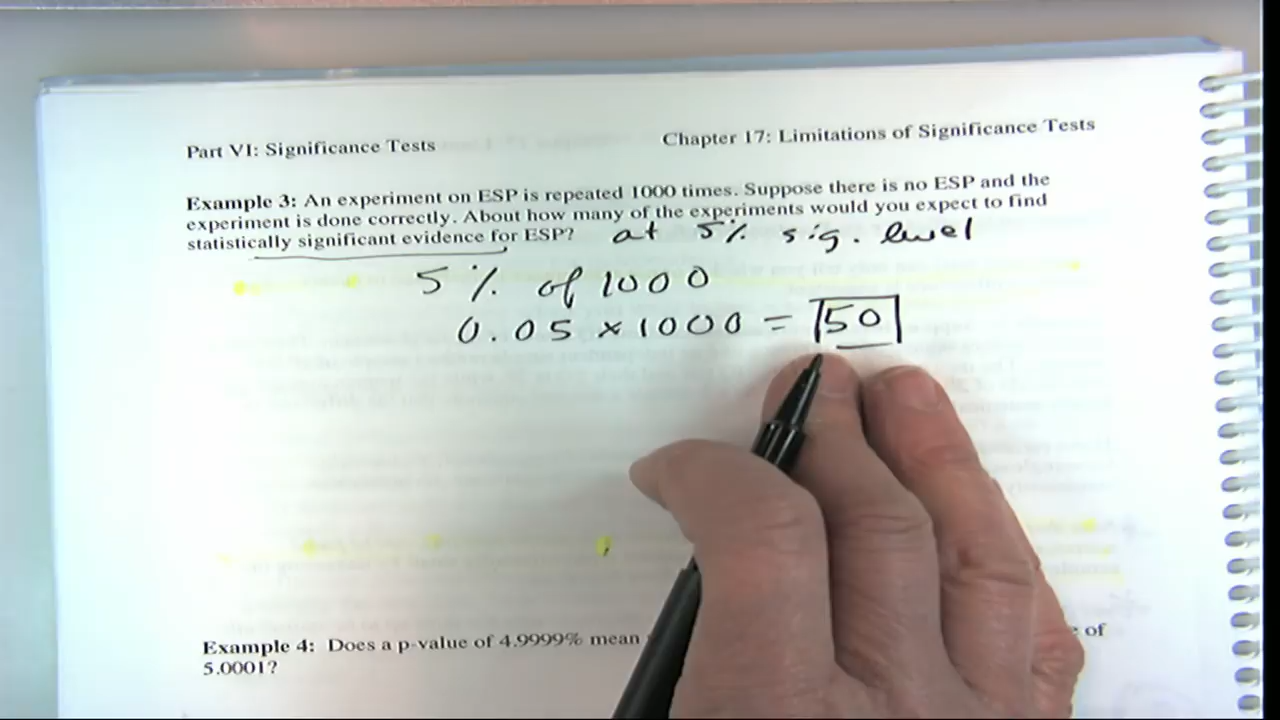 Part VI: Significance Tests
Chapter 17: Limitations of Significance Tests
Example 3: An experiment on ESP is repeated 1000 times. Suppose there is no ESP and the
experiment is done correctly. About how many of the experiments would you expect to find
statistically significant evidence for ESP? at 5% sig. level
5 % of 1000
0.05 × 1000 = 50
Example 4: Does a p-value of 4.9999% mean
of
5.0001?